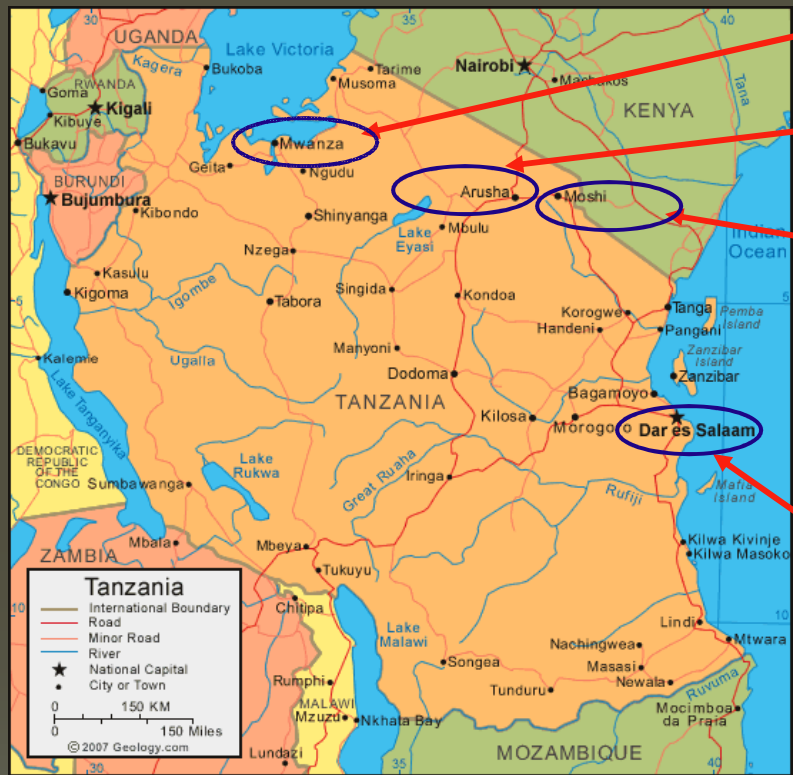 30
35
40
UGANDA
Lake Victoria
Kagera
Bukoba
Tarime
Musoma
Nairobi
Machakos
Tana
Goma
RWANDA
Kigali
Kibuye
KENYA
Bukavu
Mwanza
Geita
Ngudu
BURUNDI
Bujumbura
Arusha
Moshi
Kibondo
Shinyanga
Mbulu
Lake
Eyasi
Indian
Ocean
Nzega
Kasulu
Kigoma
Igombe
Tabora
Singida
Kondoa
5
5
Korogwe
Tanga
Handeni
Pangani
Pemba
Island
Kaleme
Ugalla
Manyoni
Zanzibar
Island
Zanzibar
Dodoma
Bagamoyo
TANZANIA
Kilosa
Morogoro
Dar es Salaam
Lake Tanganyika
DEMOCRATIC
REPUBLIC
OF THE
CONGO
Lake
Rukwa
Great Ruaha
Iringa
Sumbawanga
Rufiji
Mafia
Island
Mbala
Mbeya
Kilwa Kivinje
Kilwa Masoko
ZAMBIA
Tukuyu
Chitipa
10
10
Lake
Malawi
Lindi
Mtwara
Nachingwea
Masasi
Songea
Newala
Tunduru
Ruvuma
Rumphi
MALAWI
Mzuzu
Nkhata Bay
Mocimboa
da Praia
Lundazi
MOZAMBIQUE
30
35
40
Tanzania
International Boundary
Road
Minor Road
River
National Capital
City or Town
0 150 KM
0 150 Miles
©2007 Geology.com